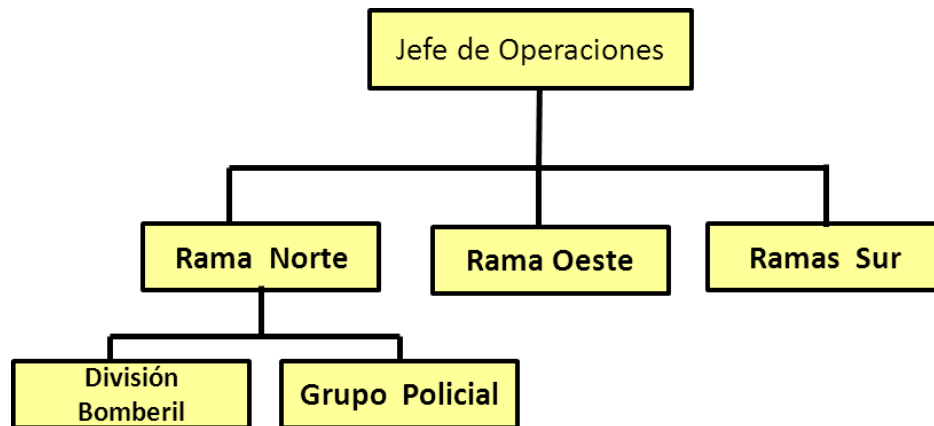 Jefe de Operaciones
Rama Norte
Rama Oeste
Ramas Sur
División
Bomberil
Grupo Policial